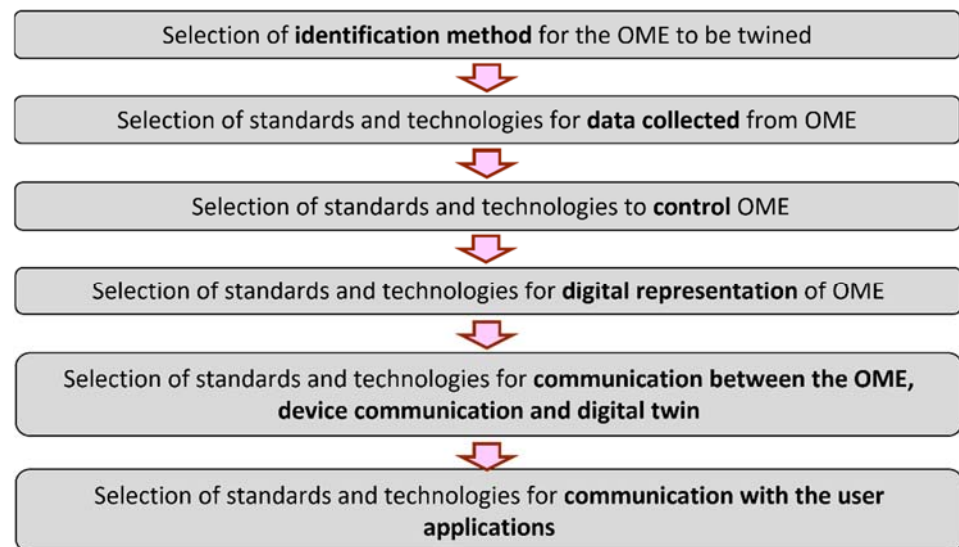 Selection of identification method for the OME to be twined
Selection of standards and technologies for data collected from OME
Selection of standards and technologies to control OME
Selection of standards and technologies for digital representation of OME
Selection of standards and technologies for communication between the OME,
device communication and digital twin
Selection of standards and technologies for communication with the user
applications